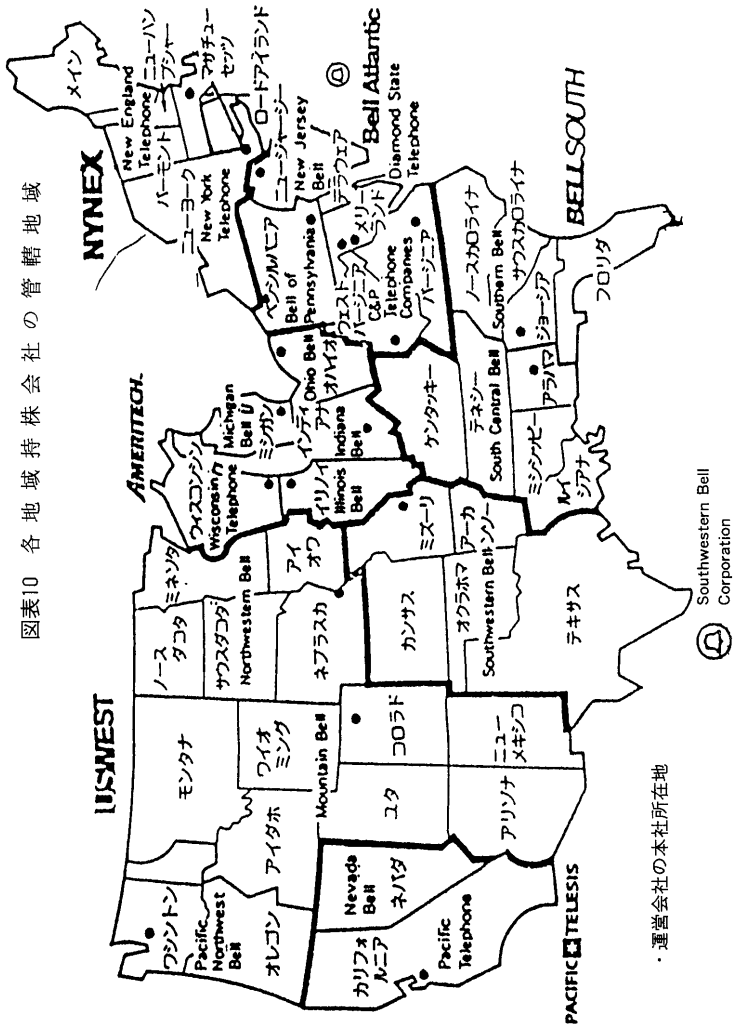 図表10 各地域持株会社の管轄地域
USWEST
ワシントン
Pacific
Northwest
Bell
オレゴン
モンタナ
アイダホ
ワイオ
ミング
Mountain Bell
ユタ
コロラド
アリゾナ
ニュー
メキシコ
ノース
ダコタ
サウスダコタ
Northwestern Bell
ミネソタ
ネブラスカ
アイ
オワ
PACIFIC TELESIS
Nevada
Bell
ネバダ
カリフォ
ルニア
Pacific
Telephone
カンサス
ミズーリ
オクラホマ
アーカ
ンソー
Southwestern Bell
テキサス
Southwestern Bell
Corporation
AMERITECH
ウィスコンシン
Wisconsin
Telephone
Michigan
Bell
ミシガン
イリノイ
Illinois
Bell
インディ
アナ
Indiana
Bell
Ohio Bell
オハイオ
NYNEX
メイン
New England
Telephone
ニューハン
プシャー
バーモント
マサチュー
セッツ
ロードアイランド
ニューヨーク
New York
Telephone
Bell Atlantic
ニュージャージー
New Jersey
Bell
ペンシルバニア
Bell of
Pennsylvania
デラウェア
Diamond State
Telephone
メリー
ランド
ウェスト
バージニア
C&P
Telephone
Companies
バージニア
BELLSOUTH
ケンタッキー
テネシー
South Central Bell
ミシシッピー
アラバマ
ルイ
ジアナ
ノースカロライナ
Southern Bell
サウスカロライナ
ジョージア
フロリダ
・運営会社の本社所在地